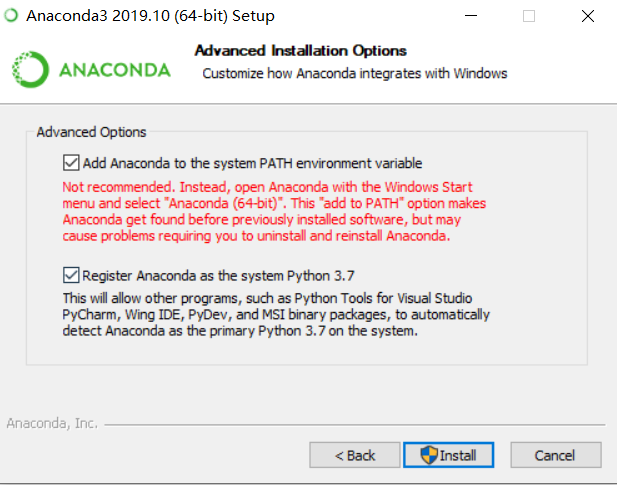 Anaconda3 2019.10 (64-bit) Setup
ANACONDA
Advanced Installation Options
Customize how Anaconda integrates with Windows
Advanced Options
Add Anaconda to the system PATH environment variable
Not recommended. Instead, open Anaconda with the Windows Start
menu and select "Anaconda (64-bit)". This "add to PATH" option makes
Anaconda get found before previously installed software, but may
cause problems requiring you to uninstall and reinstall Anaconda.
Register Anaconda as the system Python 3.7
This will allow other programs, such as Python Tools for Visual Studio
PyCharm, Wing IDE, PyDev, and MSI binary packages, to automatically
detect Anaconda as the primary Python 3.7 on the system.
Anaconda, Inc.
< Back
Install
Cancel